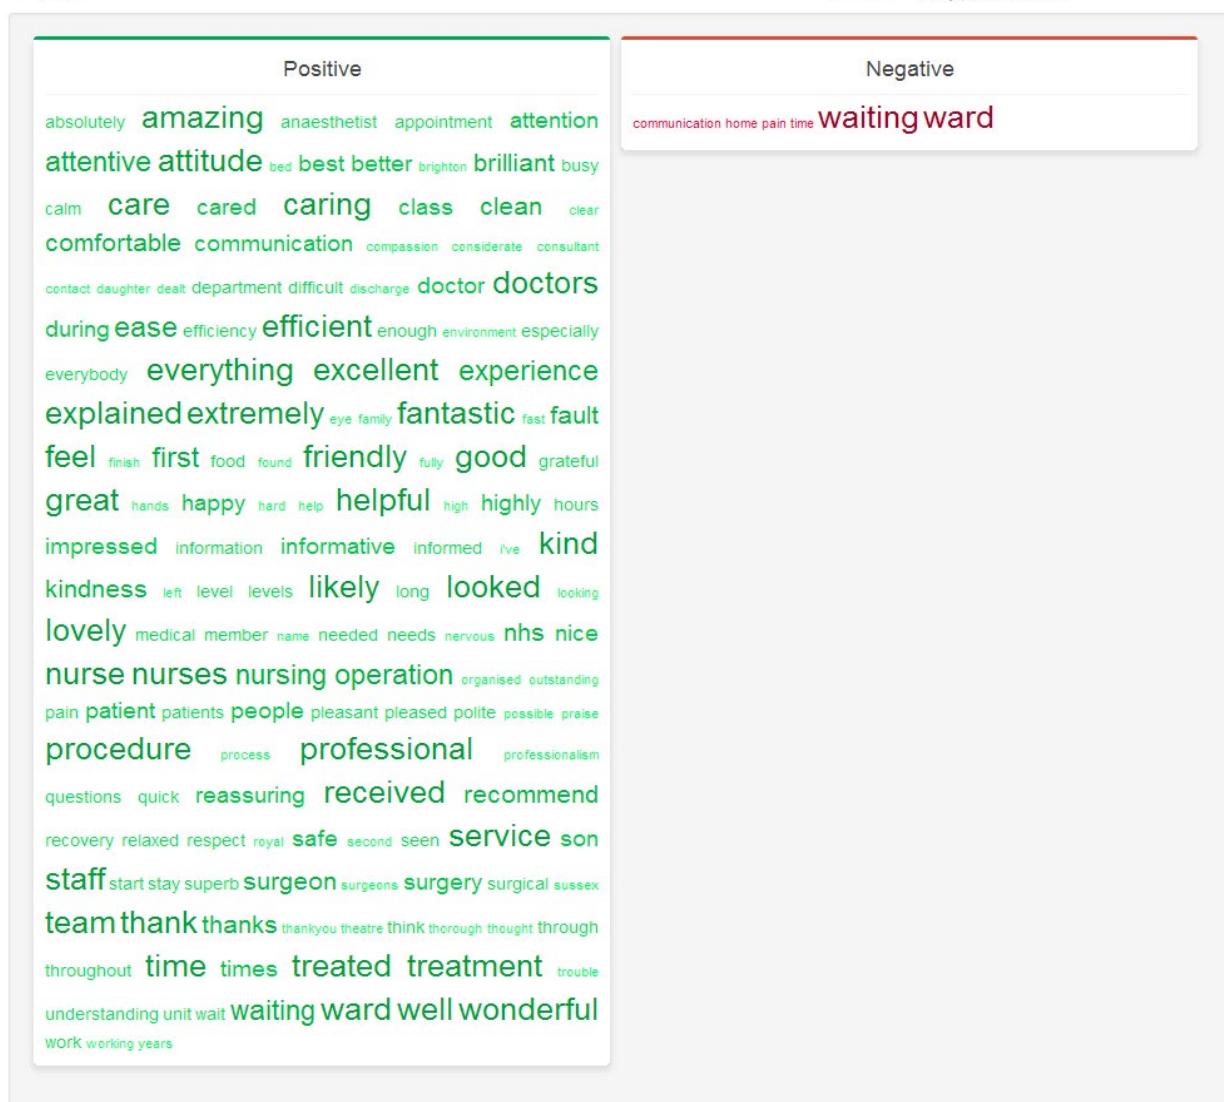 Positive
absolutely amazing anaesthetist appointment attention
attentive attitude bed best better brighton brilliant busy
calm care cared caring class clean clear
comfortable communication compassion considerate consultant
contact daughter dealt department difficult discharge doctor doctors
during ease efficiency efficient enough environment especially
everybody everything excellent experience
explained extremely eye family fantastic fast fault
feel finish first food found friendly fully good grateful
great hands happy hard help helpful high highly hours
impressed information informative informed i've kind
kindness left level levels likely long looked looking
lovely medical member name needed needs nervous nhs nice
nurse nurses nursing operation organised outstanding
pain patient patients people pleasant pleased polite possible praise
procedure process professional professionalism
questions quick reassuring received recommend
recovery relaxed respect royal safe second seen service son
staff start stay superb surgeon surgeons surgery surgical sussex
team thank thanks thankyou theatre think thorough thought through
throughout time times treated treatment trouble
understanding unit wait waiting ward well wonderful
work working years
Negative
communication home pain time waiting ward